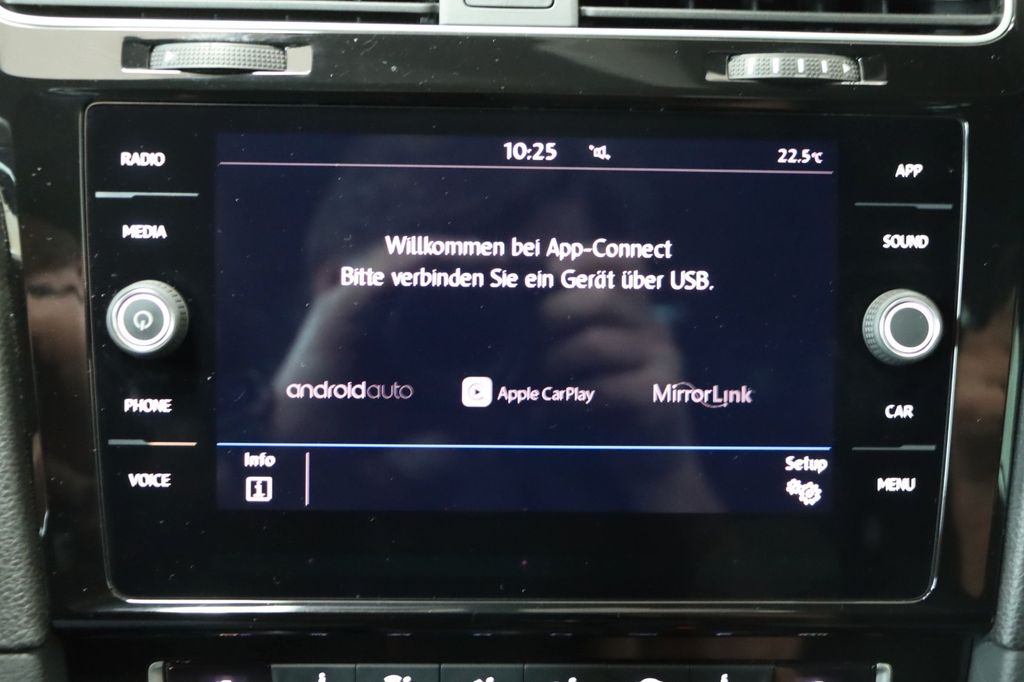 RADIO
MEDIA
PHONE
VOICE
10:25
22.5°C
Willkommen bei App-Connect
Bitte verbinden Sie ein Gerät über USB.
androidauto
Apple CarPlay
MirrorLink
Info
Setup
APP
SOUND
CAR
MENU